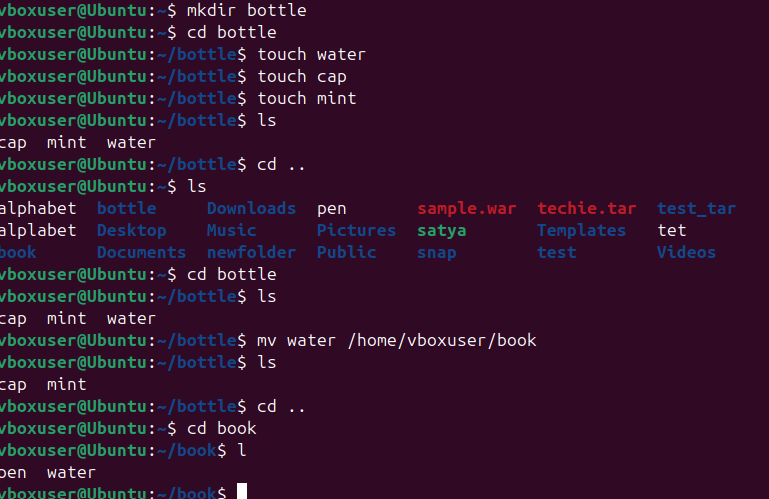 vboxuser@Ubuntu:~$ mkdir bottle
vboxuser@Ubuntu:~$ cd bottle
vboxuser@Ubuntu:~/bottle$ touch water
vboxuser@Ubuntu:~/bottle$ touch cap
vboxuser@Ubuntu:~/bottle$ touch mint
vboxuser@Ubuntu:~/bottle$ ls
cap  mint  water
vboxuser@Ubuntu:~/bottle$ cd ..
vboxuser@Ubuntu:~$ ls
alphabet  bottle     Downloads  pen       sample.war  techie.tar  test_tar
alplabet  Desktop    Music      Pictures  satya       Templates   tet
book      Documents  newfolder  Public    snap        test        Videos
vboxuser@Ubuntu:~$ cd bottle
vboxuser@Ubuntu:~/bottle$ ls
cap  mint  water
vboxuser@Ubuntu:~/bottle$ mv water /home/vboxuser/book
vboxuser@Ubuntu:~/bottle$ ls
cap  mint
vboxuser@Ubuntu:~/bottle$ cd ..
vboxuser@Ubuntu:~$ cd book
vboxuser@Ubuntu:~/book$ l
pen  water
vboxuser@Ubuntu:~/book$